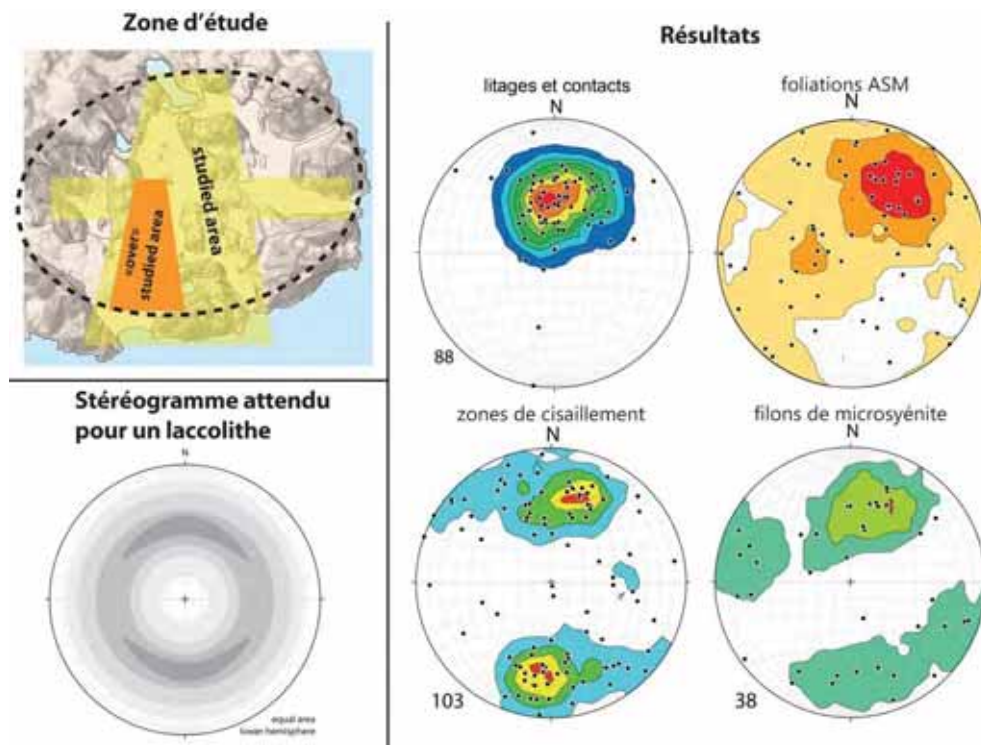 Zone d'étude
studied area
«over»
studied area
Stéréogramme attendu
pour un laccolithe
N
equal area
lower hemisphere
Résultats
litages et contacts
N
88
foliations ASM
N
zones de cisaillement
N
103
filons de microsyénite
N
38